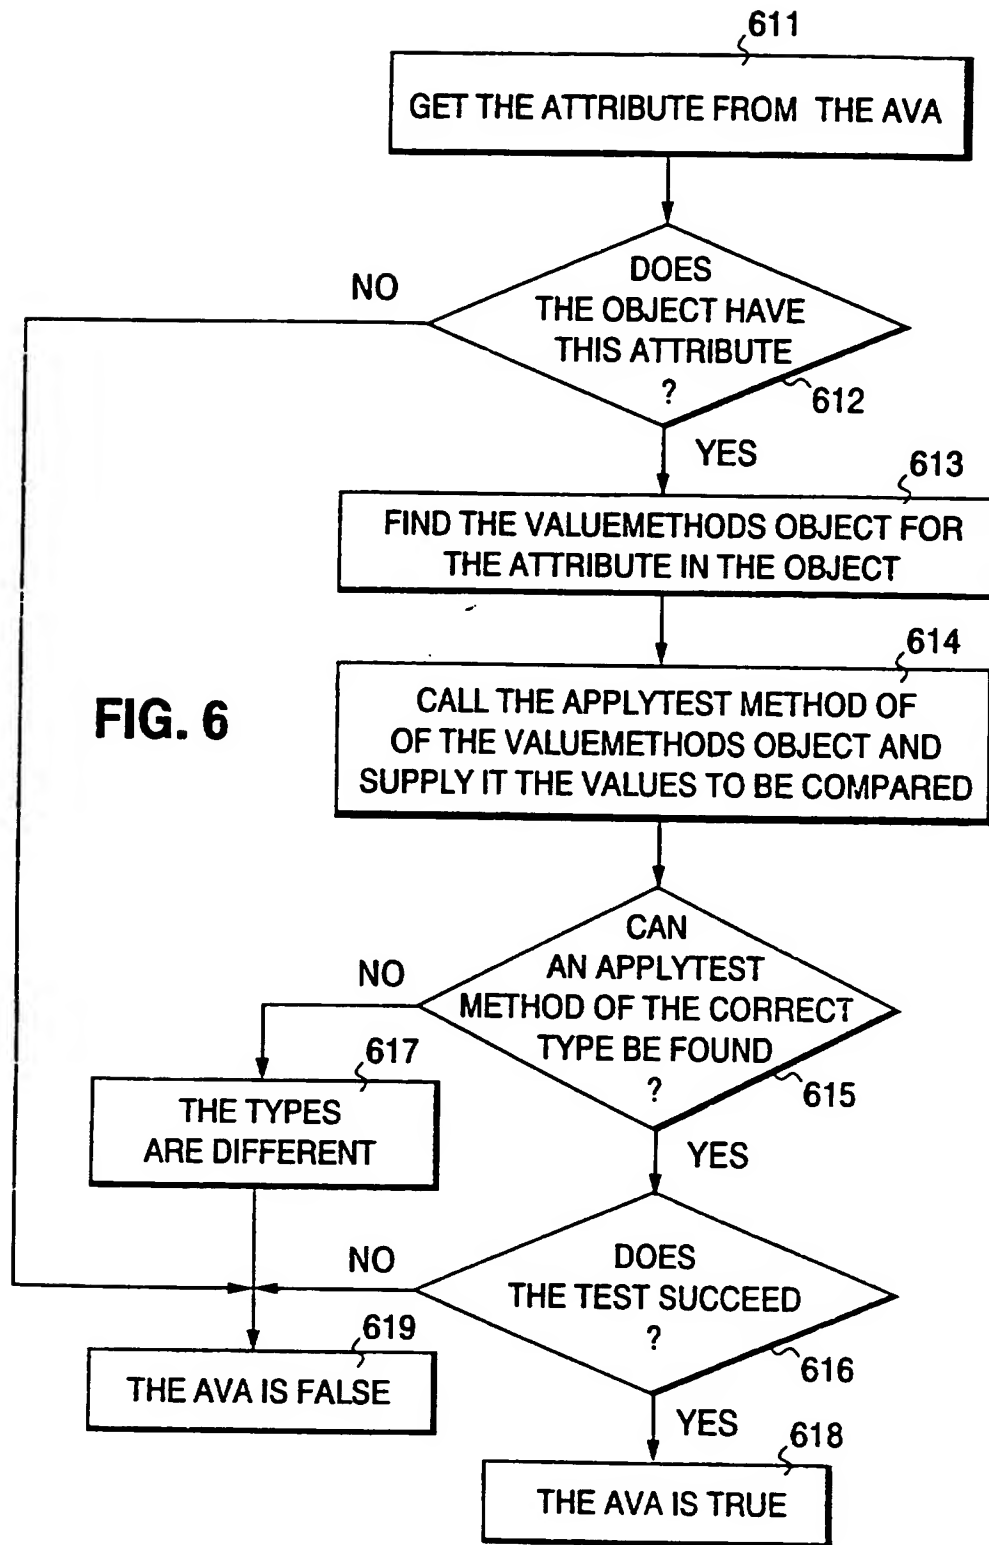 611
GET THE ATTRIBUTE FROM THE AVA
DOES
THE OBJECT HAVE
THIS ATTRIBUTE
?
NO
612
YES
613
FIND THE VALUEMETHODS OBJECT FOR
THE ATTRIBUTE IN THE OBJECT
614
CALL THE APPLYTEST METHOD OF
OF THE VALUEMETHODS OBJECT AND
SUPPLY IT THE VALUES TO BE COMPARED
FIG. 6
CAN
AN APPLYTEST
METHOD OF THE CORRECT
TYPE BE FOUND
?
NO
615
617
THE TYPES
ARE DIFFERENT
YES
DOES
THE TEST SUCCEED
?
NO
616
619
THE AVA IS FALSE
YES
618
THE AVA IS TRUE